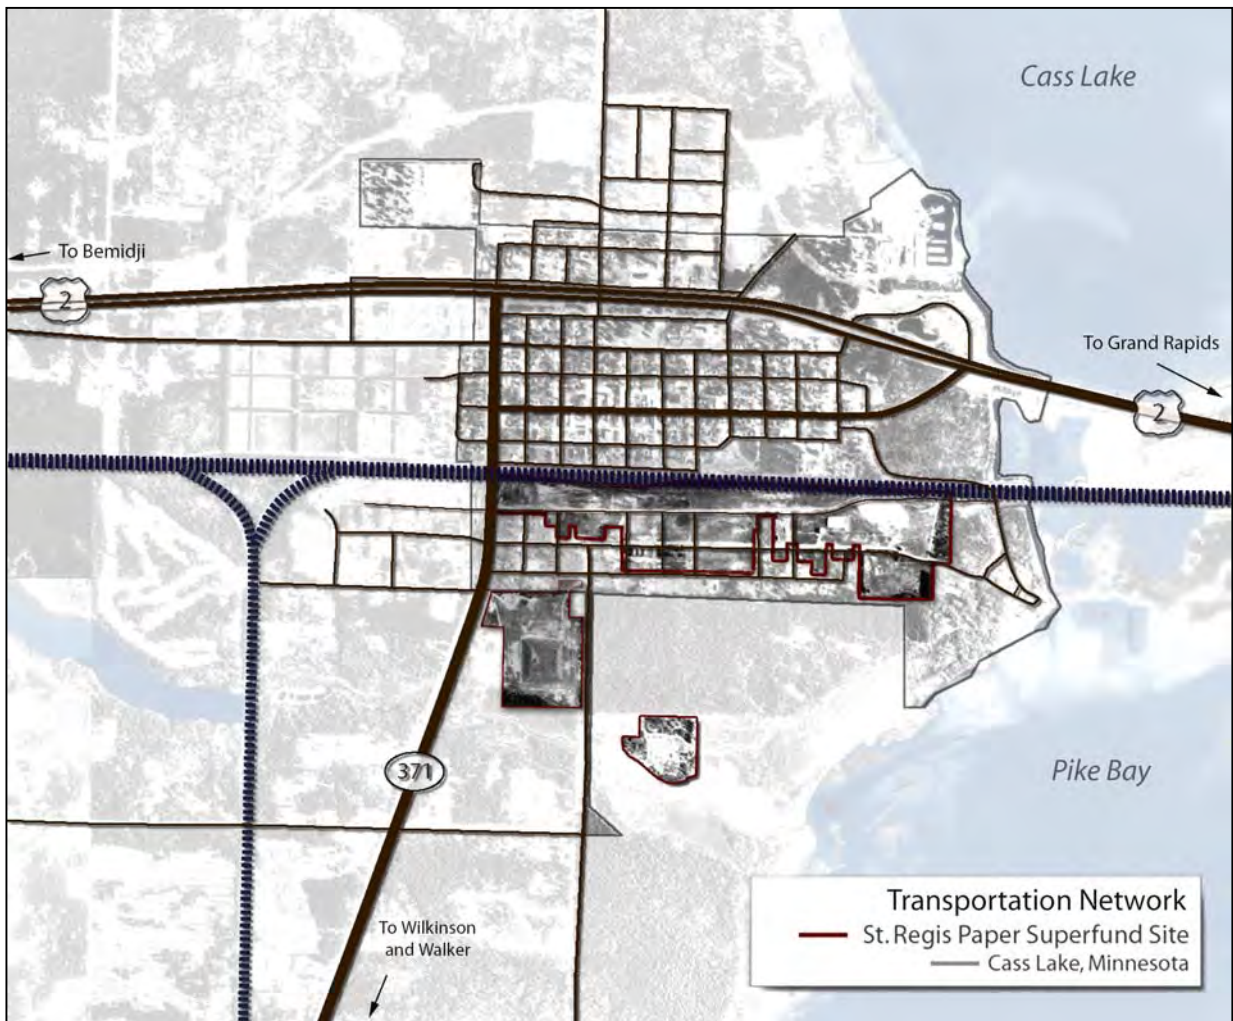 Cass Lake
To Bemidji
2
To Grand Rapids
2
371
Pike Bay
To Wilkinson
and Walker
Transportation Network
St. Regis Paper Superfund Site
Cass Lake, Minnesota